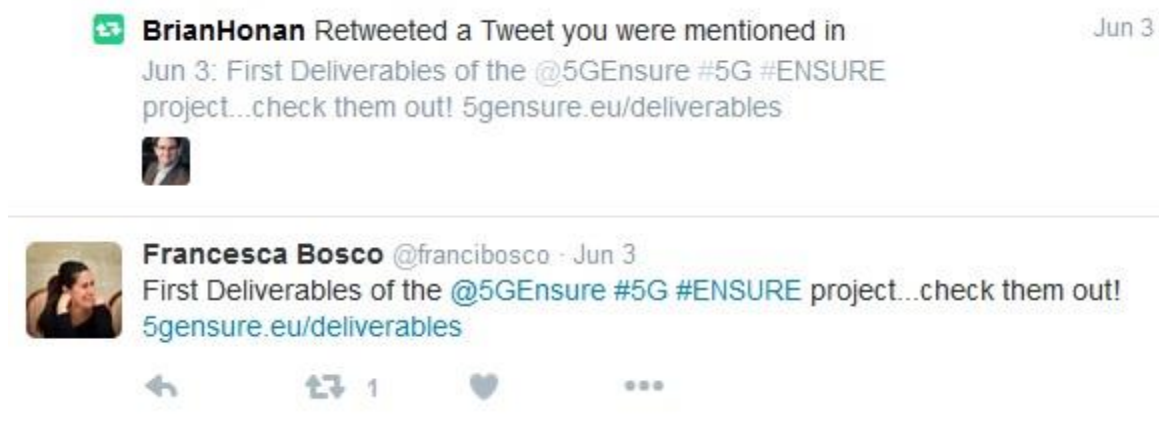 BrianHonan Retweeted a Tweet you were mentioned in Jun 3
Jun 3: First Deliverables of the @5GEnsure #5G #ENSURE
project...check them out! 5gensure.eu/deliverables
Francesca Bosco @francibosco · Jun 3
First Deliverables of the @5GEnsure #5G #ENSURE project...check them out!
5gensure.eu/deliverables
1